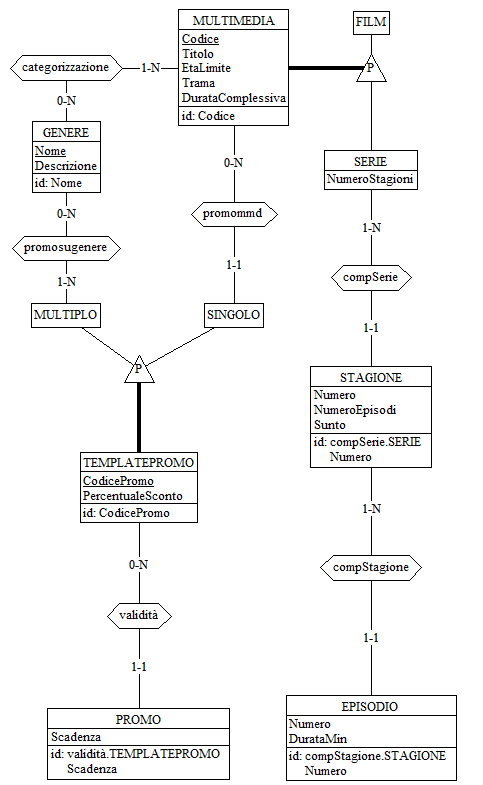 MULTIMEDIA
Codice
Titolo
EtaLimite
Trama
DurataComplessiva
id: Codice
FILM
P
categorizzazione
1-N
0-N
GENERE
Nome
Descrizione
id: Nome
0-N
promosugenere
1-N
MULTIPLO
0-N
prommd
1-1
SINGOLO
P
TEMPLATEPROMO
CodicePromo
PercentualeSconto
id: CodicePromo
0-N
validità
1-1
PROMO
Scadenza
id: validità.TEMPLATEPROMO
Scadenza
SERIE
NumeroStagioni
1-N
compSerie
1-1
STAGIONE
Numero
NumeroEpisodi
Sunto
id: compSerie.SERIE
Numero
1-N
compStagione
1-1
EPISODIO
Numero
DurataMin
id: compStagione.STAGIONE
Numero